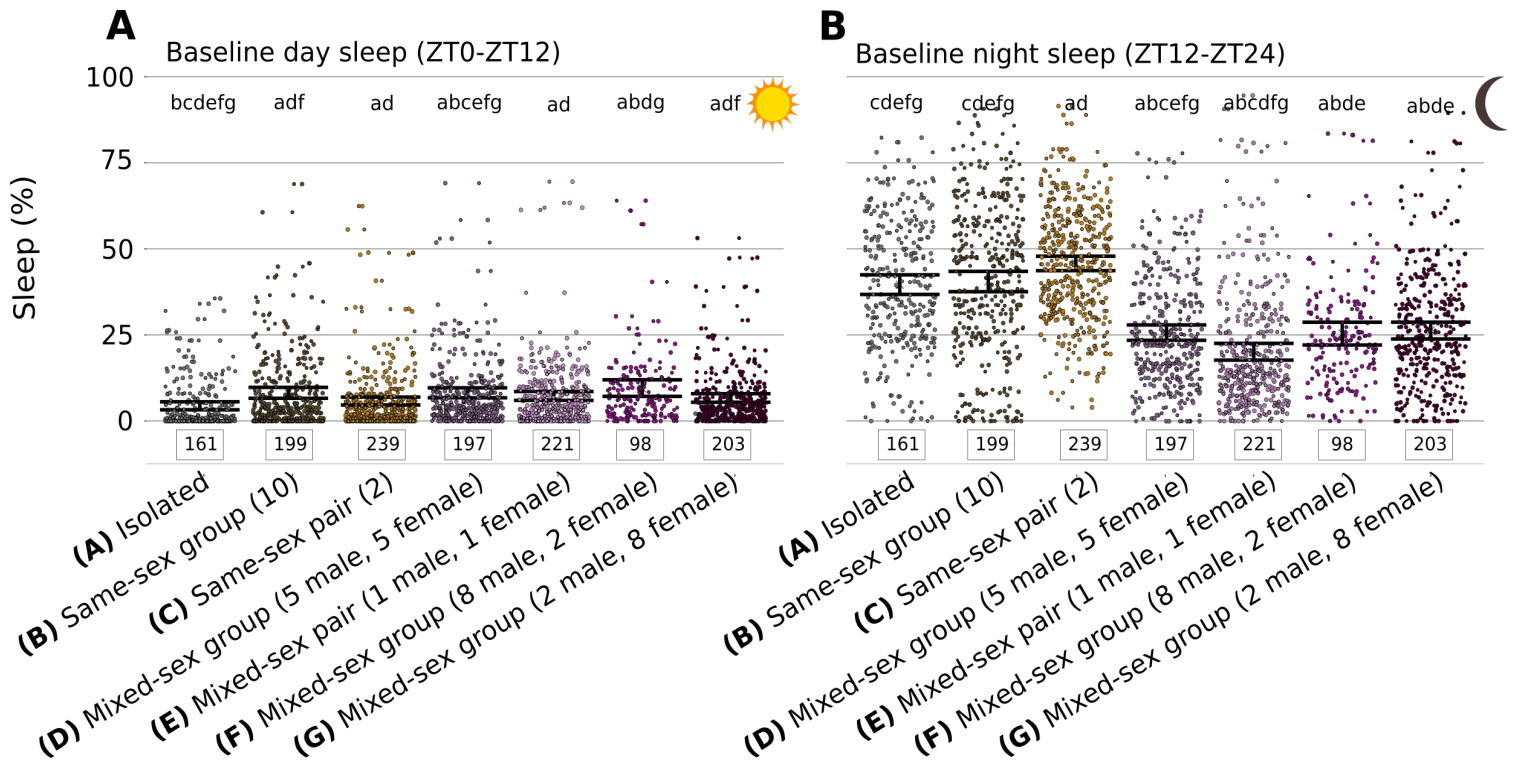 A
Baseline day sleep (ZT0-ZT12)
Sleep (%)
100
75
50
25
0
bcdefg adf ad abcefg ad abdg adf
161 199 239 197 221 98 203
(A) Isolated
(B) Same-sex group (10)
(C) Same-sex pair (2)
(D) Mixed-sex group (5 male, 5 female)
(E) Mixed-sex pair (1 male, 1 female)
(F) Mixed-sex group (8 male, 2 female)
(G) Mixed-sex group (2 male, 8 female)
B
Baseline night sleep (ZT12-ZT24)
cdefg cdefg ad abcefg abcdfg abde abde
161 199 239 197 221 98 203
(A) Isolated
(B) Same-sex group (10)
(C) Same-sex pair (2)
(D) Mixed-sex group (5 male, 5 female)
(E) Mixed-sex pair (1 male, 1 female)
(F) Mixed-sex group (8 male, 2 female)
(G) Mixed-sex group (2 male, 8 female)